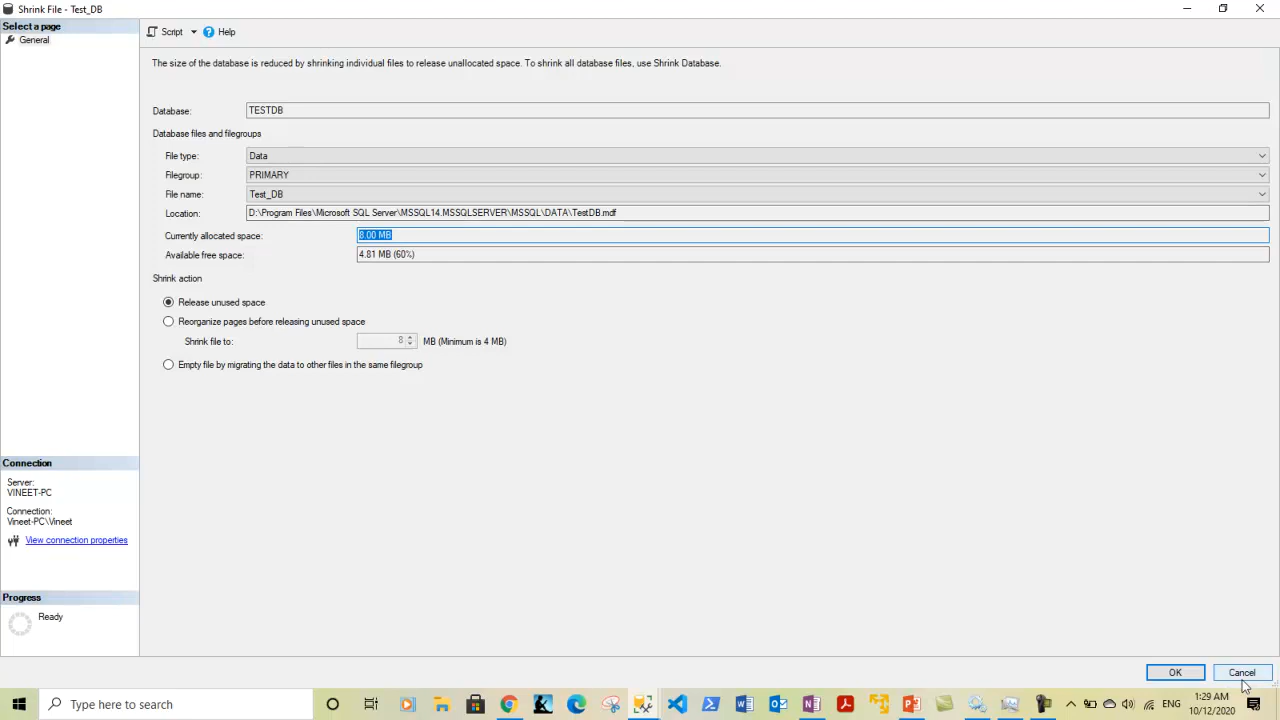 Shrink File - Test_DB
Select a page
General
Script
Help
The size of the database is reduced by shrinking individual files to release unallocated space. To shrink all database files, use Shrink Database.
Database: TESTDB
Database files and filegroups
File type: Data
Filegroup: PRIMARY
File name: Test_DB
Location: D:\Program Files\Microsoft SQL Server\MSSQL14.MSSQLSERVER\MSSQL\DATA\TestDB.mdf
Currently allocated space: 8.00 MB
Available free space: 4.81 MB (60%)
Shrink action
Release unused space
Reorganize pages before releasing unused space
Shrink file to: 8 MB (Minimum is 4 MB)
Empty file by migrating the data to other files in the same filegroup
Connection
Server:
VINEET-PC
Connection:
Vineet-PC\Vineet
View connection properties
Progress
Ready
OK Cancel
Type here to search
ENG
1:29 AM
10/12/2020